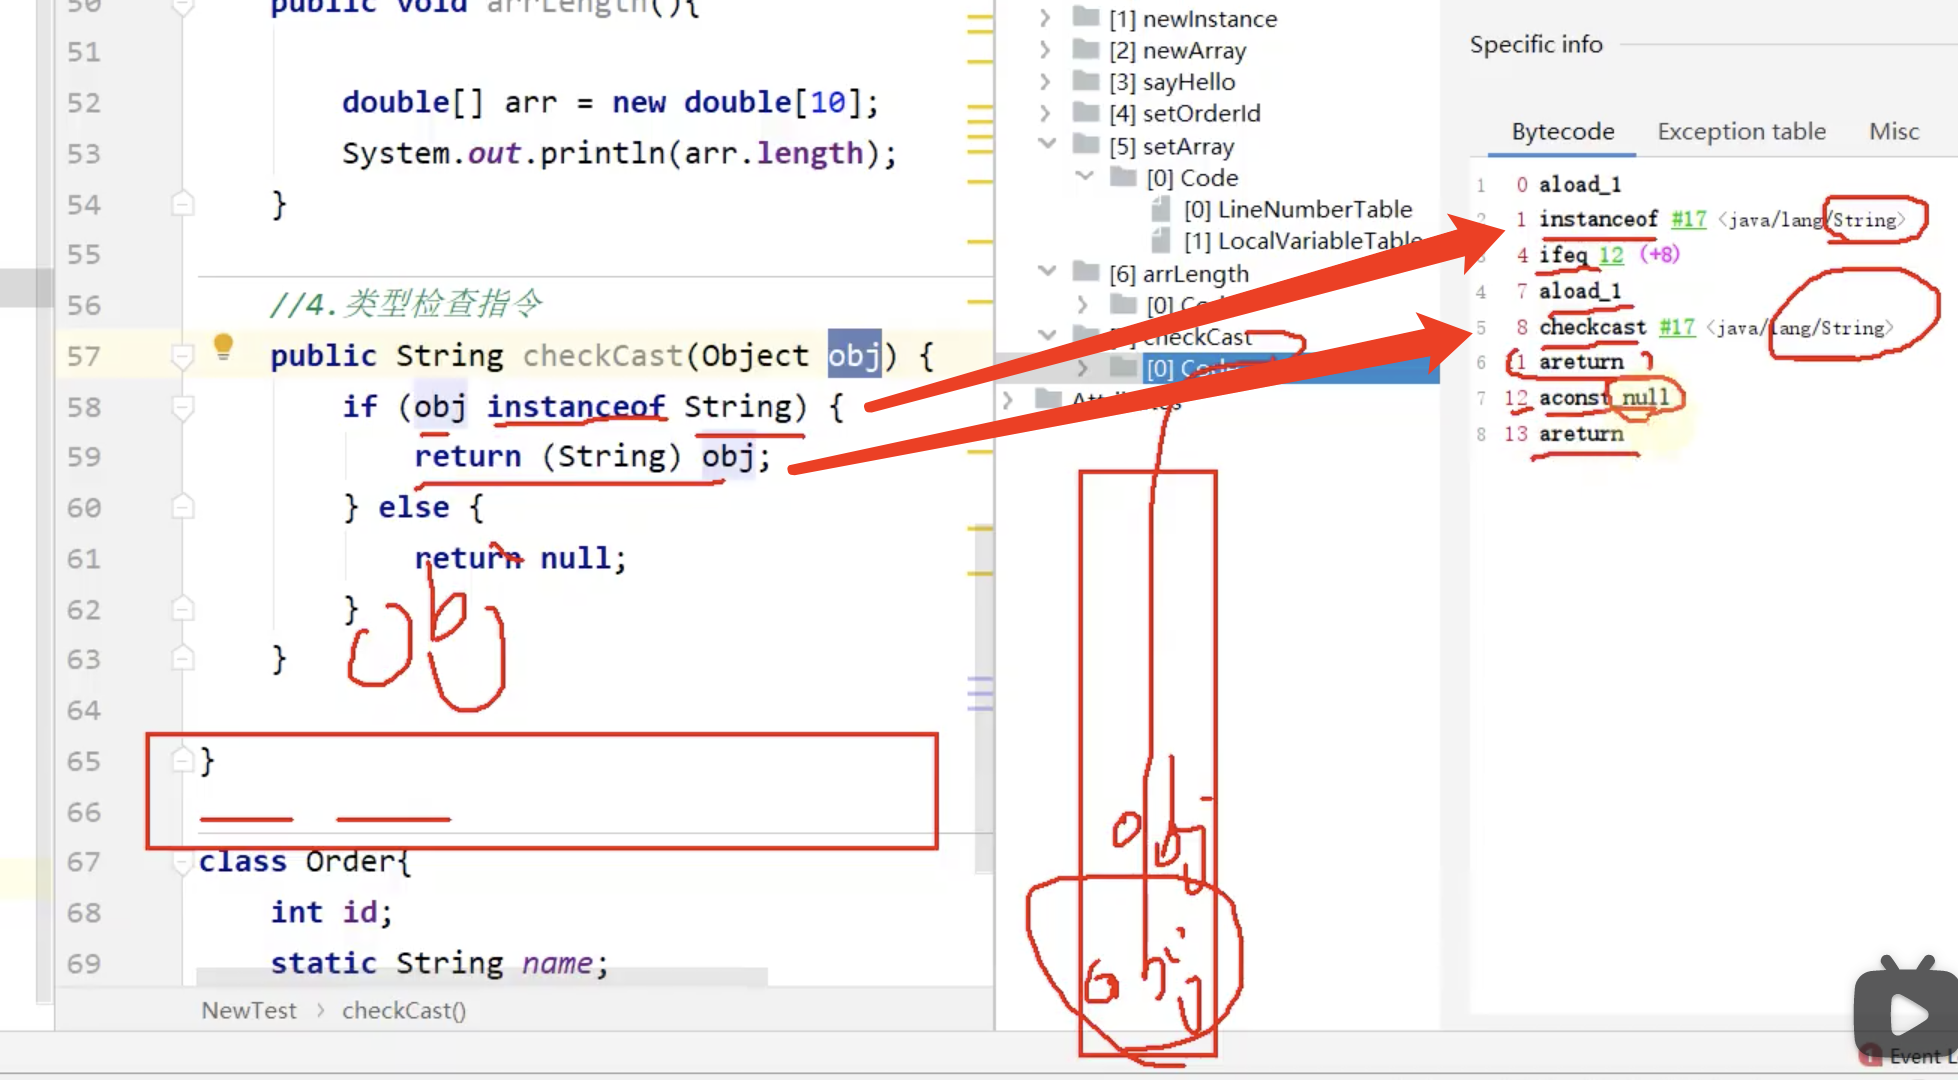 50 public void arrLength(){
51
52 double[] arr = new double[10];
53 System.out.println(arr.length);
54 }
55
56 //4.类型检查指令
57 public String checkCast(Object obj) {
58 if (obj instanceof String) {
59 return (String) obj;
60 } else {
61 return null;
62 }
63 }
64
65 }
66
67 class Order{
68 int id;
69 static String name;
NewTest > checkCast()
obj
[1] newInstance
[2] newArray
[3] sayHello
[4] setOrderId
[5] setArray
[0] Code
[0] LineNumberTable
[1] LocalVariableTable
[6] arrLength
[0] Code
checkCast
[0] Code
Attributes
obj
obj
Specific info
Bytecode Exception table Misc
1 0 aload_1
2 1 instanceof #17 <java/lang/String>
3 4 ifeq 12 (+8)
4 7 aload_1
5 8 checkcast #17 <java/lang/String>
6 11 areturn
7 12 aconst_null
8 13 areturn
1 Event L